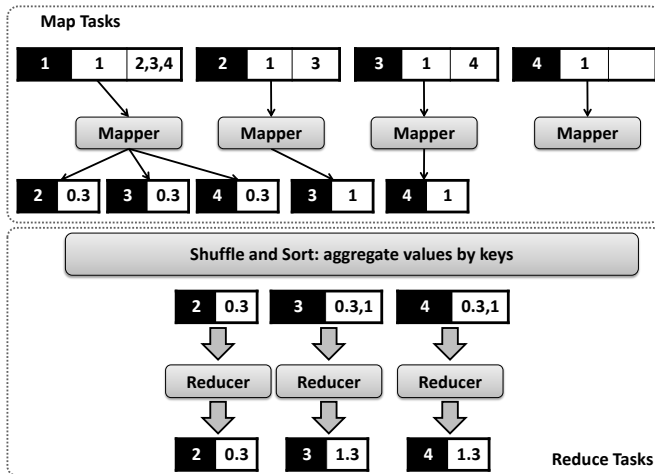 Map Tasks
1 1 2,3,4 2 1 3 3 1 4 4 1
Mapper Mapper Mapper Mapper
2 0.3 3 0.3 4 0.3 3 1 4 1
Shuffle and Sort: aggregate values by keys
2 0.3 3 0.3,1 4 0.3,1
Reducer Reducer Reducer
2 0.3 3 1.3 4 1.3
Reduce Tasks